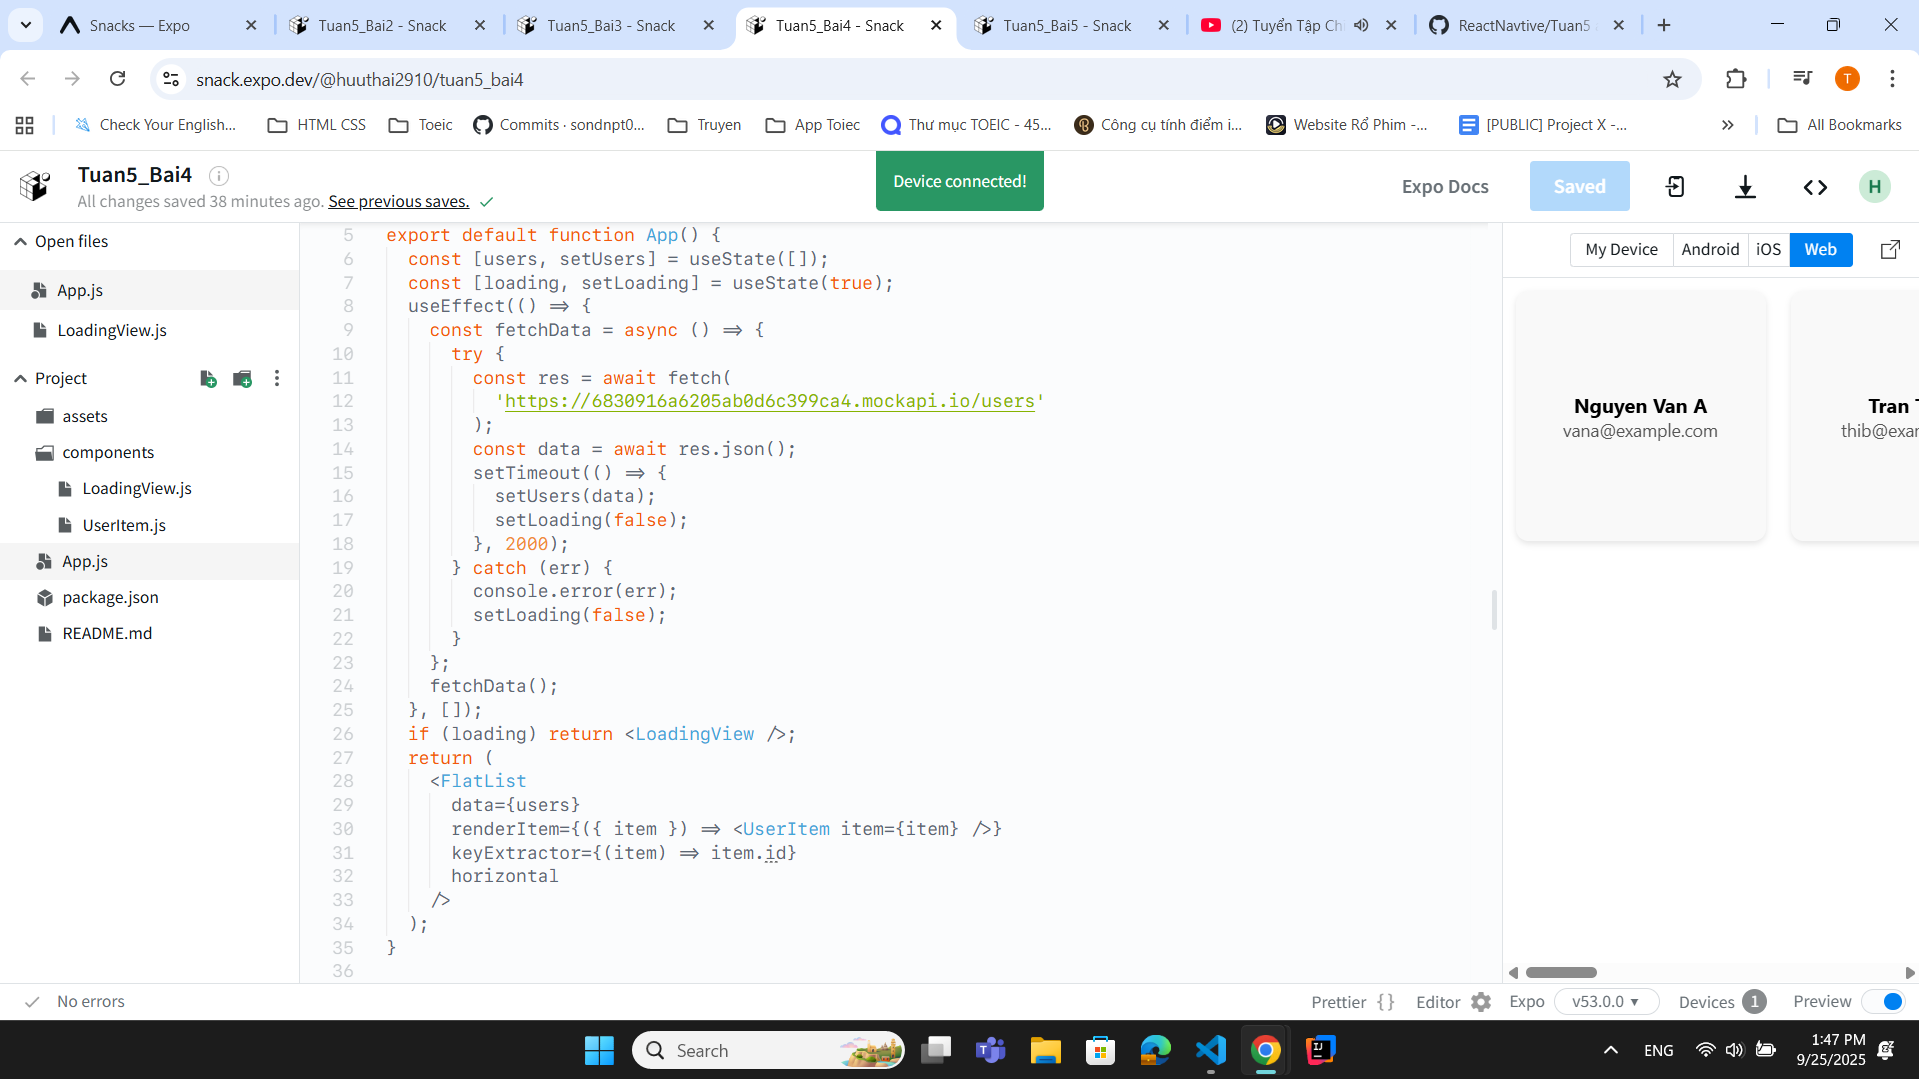 Snacks — Expo
Tuan5_Bai2 - Snack
Tuan5_Bai3 - Snack
Tuan5_Bai4 - Snack
Tuan5_Bai5 - Snack
(2) Tuyển Tập Ch
ReactNavtive/Tuan5
snack.expo.dev/@huuthai2910/tuan5_bai4
T
Check Your English...
HTML CSS
Toeic
Commits · sondnpt0...
Truyen
App Toiec
Thư mục TOEIC - 45...
Công cụ tính điểm i...
Website Rổ Phim -...
[PUBLIC] Project X -...
All Bookmarks
Tuan5_Bai4
All changes saved 38 minutes ago. See previous saves.
Device connected!
Expo Docs
Saved
H
Open files
App.js
LoadingView.js
Project
assets
components
LoadingView.js
UserItem.js
App.js
package.json
README.md
5 export default function App() {
6 const [users, setUsers] = useState([]);
7 const [loading, setLoading] = useState(true);
8 useEffect(() => {
9 const fetchData = async () => {
10 try {
11 const res = await fetch(
12 'https://6830916a6205ab0d6c399ca4.mockapi.io/users'
13 );
14 const data = await res.json();
15 setTimeout(() => {
16 setUsers(data);
17 setLoading(false);
18 }, 2000);
19 } catch (err) {
20 console.error(err);
21 setLoading(false);
22 }
23 };
24 fetchData();
25 }, []);
26 if (loading) return <LoadingView />;
27 return (
28 <FlatList
29 data={users}
30 renderItem={({ item }) => <UserItem item={item} />}
31 keyExtractor={(item) => item.id}
32 horizontal
33 />
34 );
35 }
36
My Device
Android
iOS
Web
Nguyen Van A
vana@example.com
Tran
thib@exar
No errors
Prettier { }
Editor
Expo
v53.0.0
Devices 1
Preview
Search
ENG
1:47 PM
9/25/2025